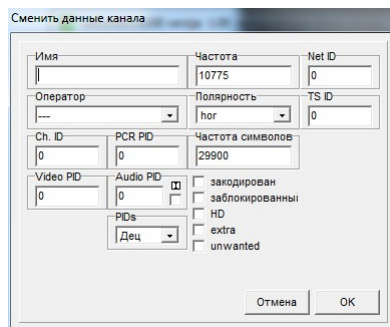 Сменить данные канала
Имя Частота Net ID
10775 0
Оператор Полярность TS ID
--- hor 0
Ch. ID PCR PID Частота символов
0 0 29900
Video PID Audio PID
0 0
закодирован
заблокированны
HD
extra
unwanted
PIDs
Дец
Отмена OK